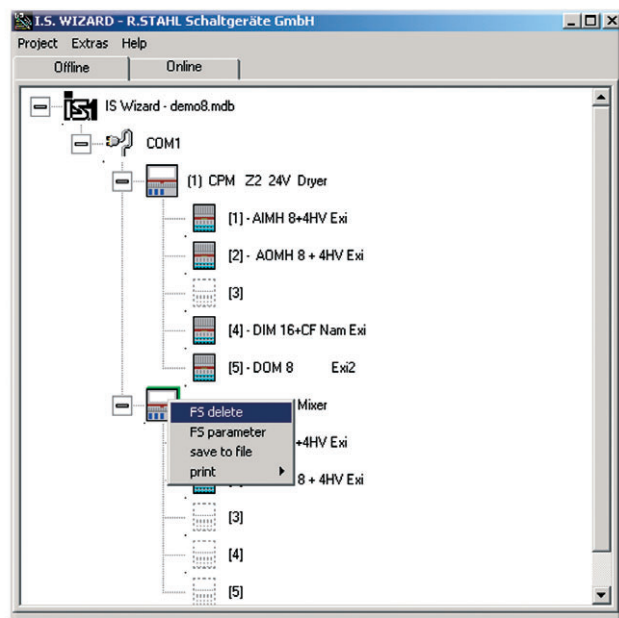 I.S. WIZARD - R.STAHL Schaltgeräte GmbH
Project Extras Help
Offline Online
IS1 IS Wizard - demo8.mdb
COM1
(1) CPM Z2 24V Dryer
[1] - AIMH 8+4HV Exi
[2] - AOMH 8 + 4HV Exi
[3]
[4] - DIM 16+CF Nam Exi
[5] - DOM 8 Exi2
Mixer
FS delete
FS parameter
+4HV Exi
save to file
print
8 + 4HV Exi
[3]
[4]
[5]